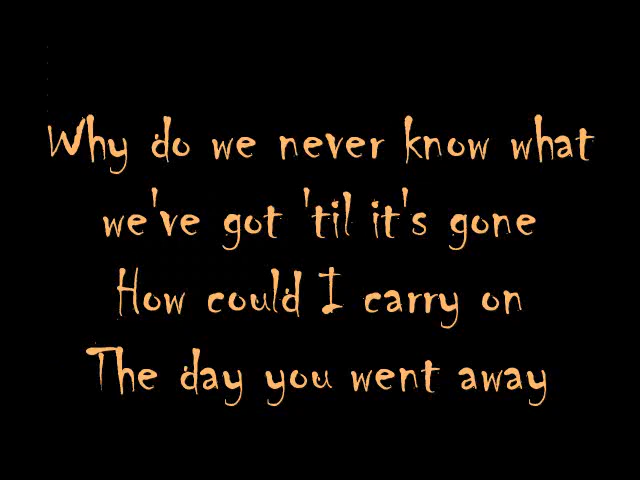 Why do we never know what
we've got 'til it's gone
How could I carry on
The day you went away